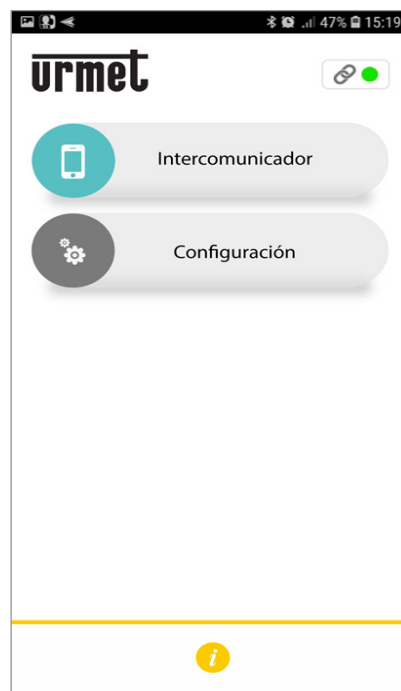 47% 15:19
urmet
Intercomunicador
Configuración
i